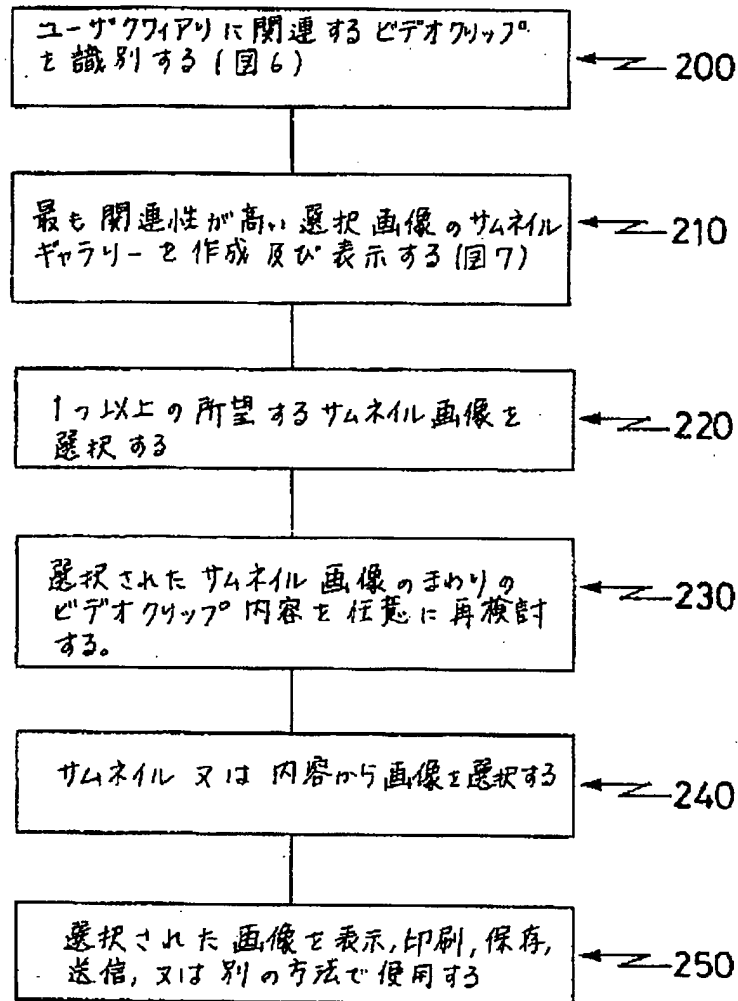 ユーザクワィアリに関連するビデオクリップ
を識別する(図6)
200
最も関連性が高い選択画像のサムネイル
ギャラリーを作成及び表示する(図7)
210
1つ以上の所望するサムネイル画像を
選択する
220
選択されたサムネイル画像のまわりの
ビデオクリップ内容を任意に再検討
する。
230
サムネイル又は内容から画像を選択する
240
選択された画像を表示,印刷,保存,
送信,又は別の方法で使用する
250